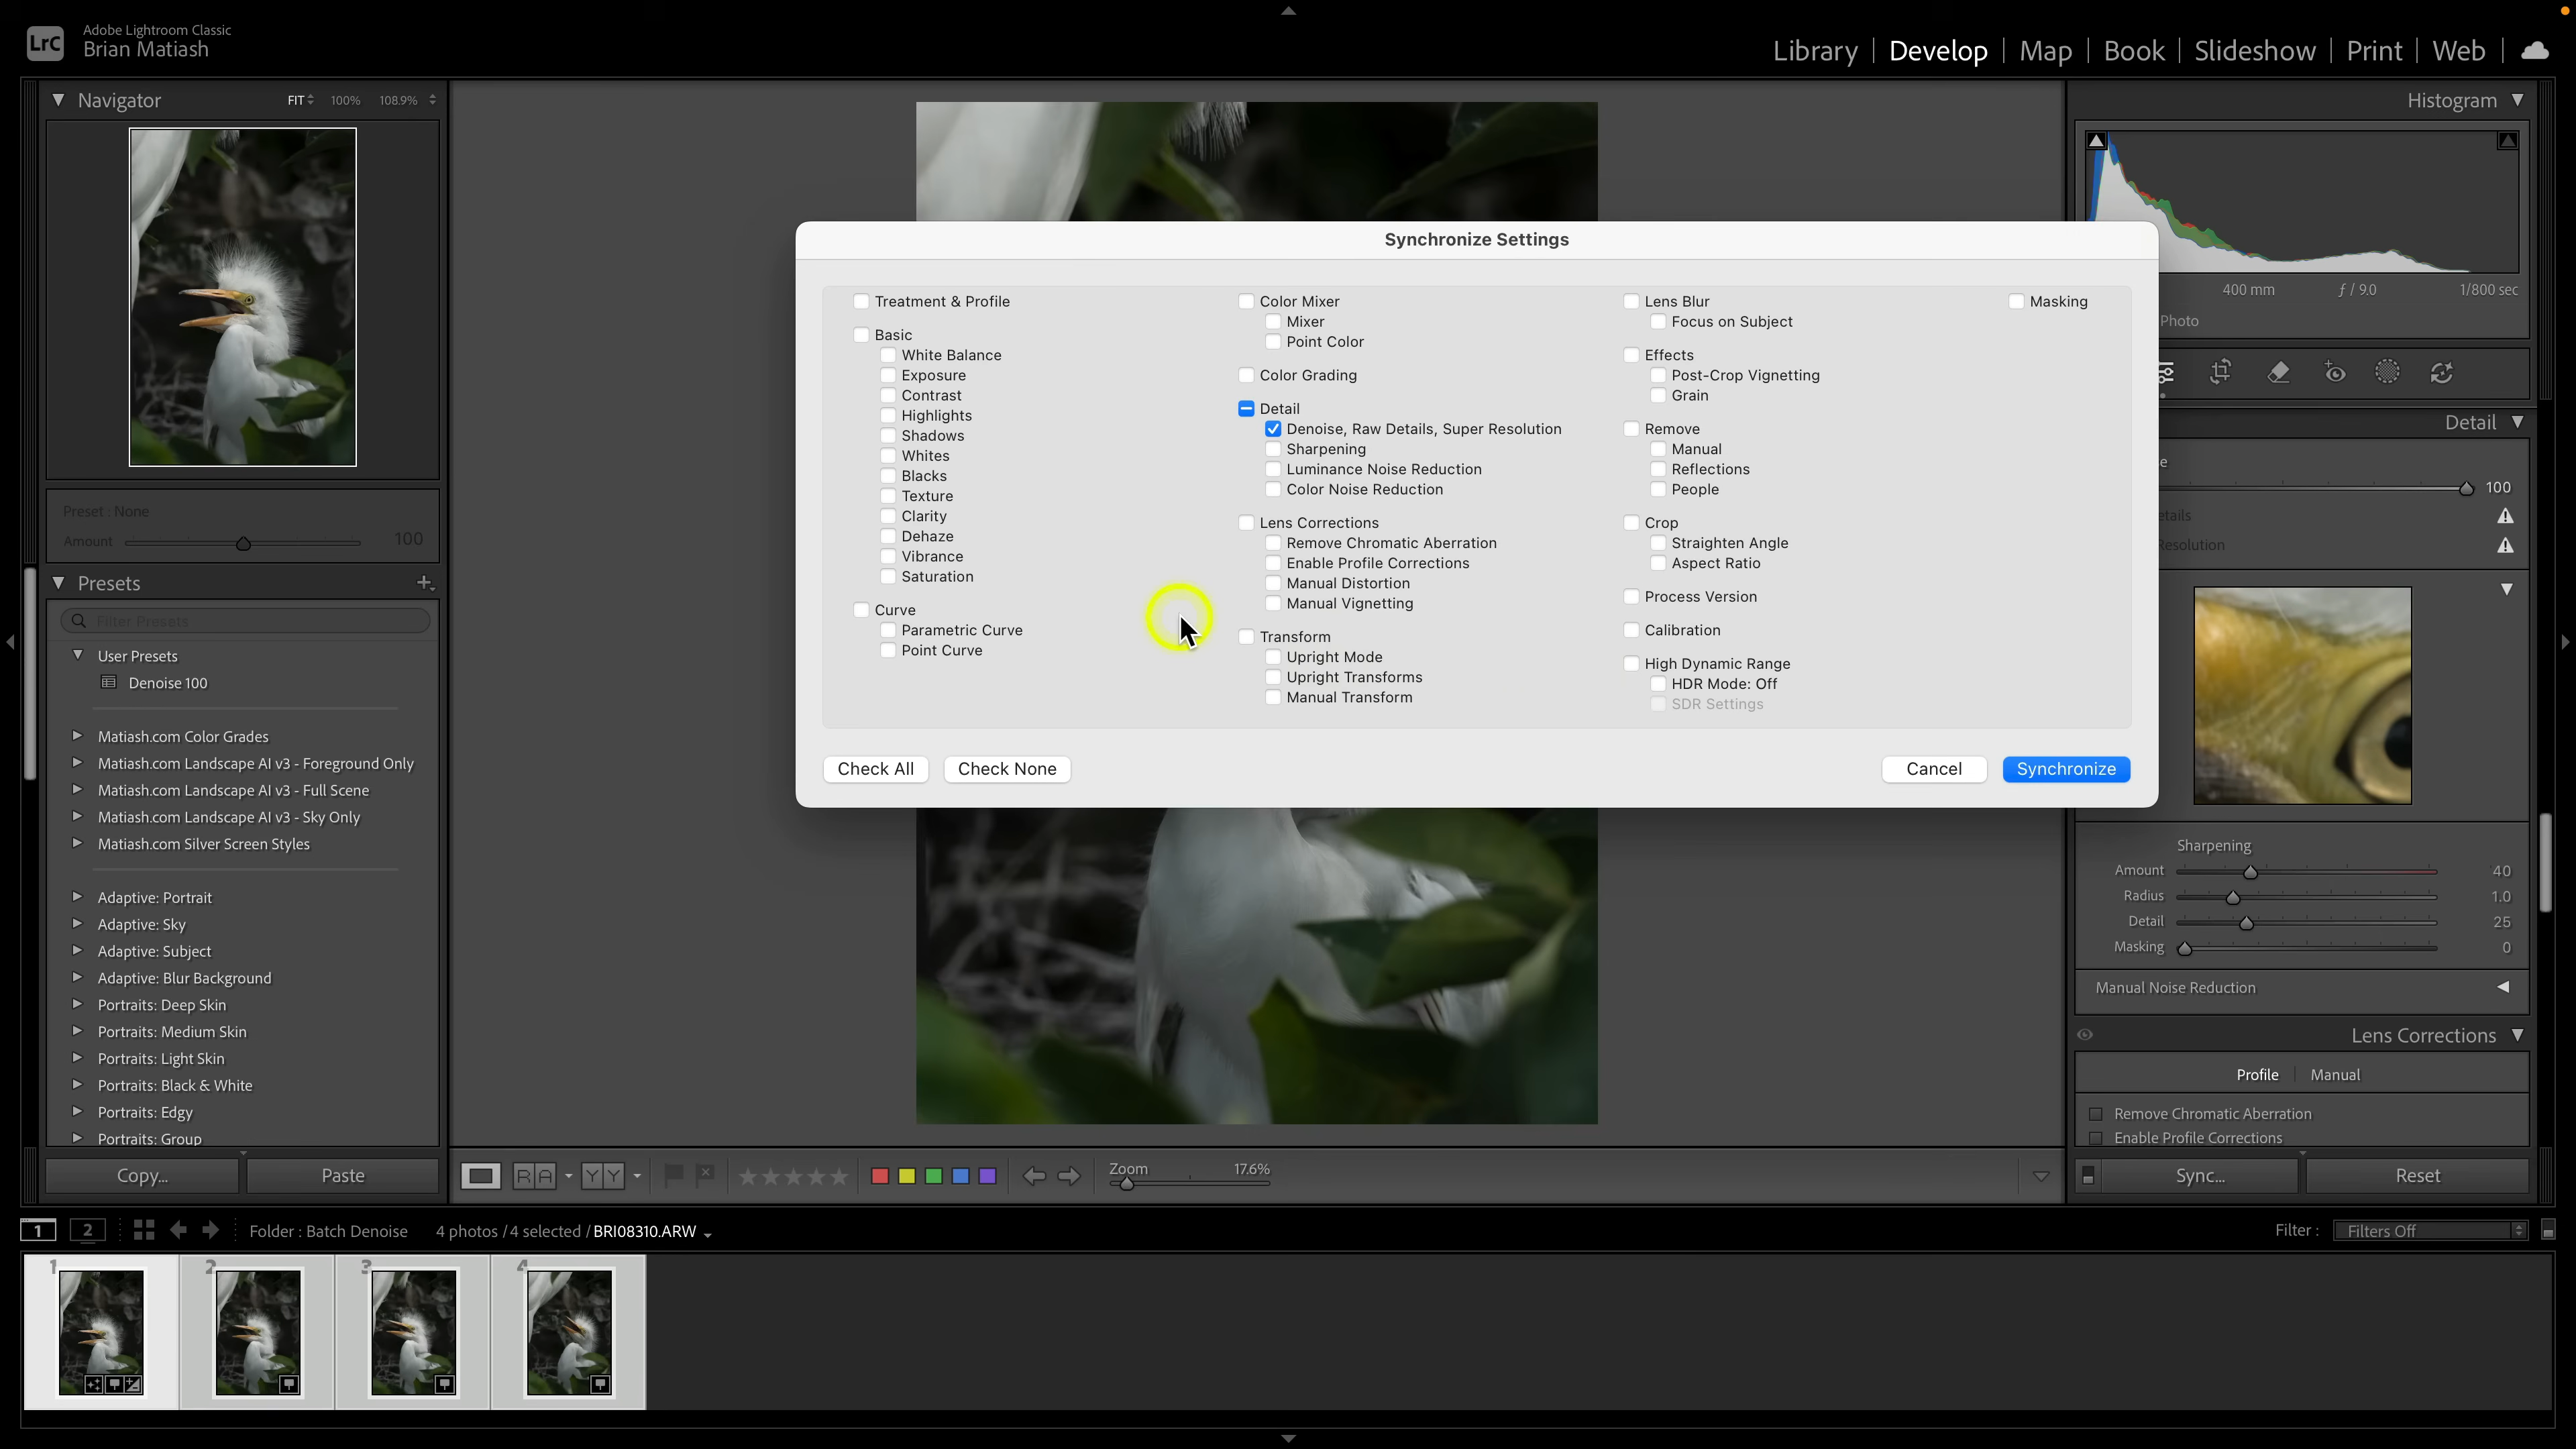 LrC
Adobe Lightroom Classic
Brian Matiash
Library | Develop | Map | Book | Slideshow | Print | Web
Navigator FIT 100% 108.9%
Preset : None
Amount 100
Presets
Filter Presets
User Presets
Denoise 100
Matiash.com Color Grades
Matiash.com Landscape AI v3 - Foreground Only
Matiash.com Landscape AI v3 - Full Scene
Matiash.com Landscape AI v3 - Sky Only
Matiash.com Silver Screen Styles
Adaptive: Portrait
Adaptive: Sky
Adaptive: Subject
Adaptive: Blur Background
Portraits: Deep Skin
Portraits: Medium Skin
Portraits: Light Skin
Portraits: Black & White
Portraits: Edgy
Portraits: Group
Copy... Paste
Synchronize Settings
Treatment & Profile
Basic
White Balance
Exposure
Contrast
Highlights
Shadows
Whites
Blacks
Texture
Clarity
Dehaze
Vibrance
Saturation
Curve
Parametric Curve
Point Curve
Color Mixer
Mixer
Point Color
Color Grading
Detail
Denoise, Raw Details, Super Resolution
Sharpening
Luminance Noise Reduction
Color Noise Reduction
Lens Corrections
Remove Chromatic Aberration
Enable Profile Corrections
Manual Distortion
Manual Vignetting
Transform
Upright Mode
Upright Transforms
Manual Transform
Lens Blur
Focus on Subject
Effects
Post-Crop Vignetting
Grain
Remove
Manual
Reflections
People
Crop
Straighten Angle
Aspect Ratio
Process Version
Calibration
High Dynamic Range
HDR Mode: Off
SDR Settings
Masking
Check All Check None Cancel Synchronize
Histogram
400 mm ƒ / 9.0 1/800 sec
Photo
Detail
e
100
etails
Resolution
Sharpening
Amount 40
Radius 1.0
Detail 25
Masking 0
Manual Noise Reduction
Lens Corrections
Profile | Manual
Remove Chromatic Aberration
Enable Profile Corrections
Sync... Reset
R A Y Y Zoom 17.6%
1 2 Folder : Batch Denoise 4 photos / 4 selected / BRI08310.ARW Filter : Filters Off
1 2 3 4